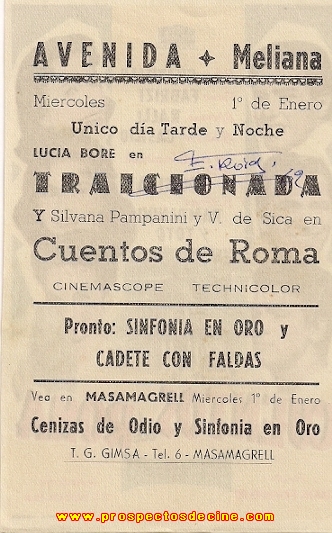 AVENIDA ✦ Meliana
Miercoles 1º de Enero
Unico día Tarde y Noche
LUCIA BORE en
E. Roig
TRAICIONADA
Y Silvana Pampanini y V. de Sica en
Cuentos de Roma
CINEMASCOPE TECHNICOLOR
Pronto: SINFONIA EN ORO y
CADETE CON FALDAS
Vea en MASAMAGRELL Miercoles 1º de Enero
Cenizas de Odio y Sinfonia en Oro
T. G. GIMSA - Tel. 6 - MASAMAGRELL
www.prospectosdecine.com